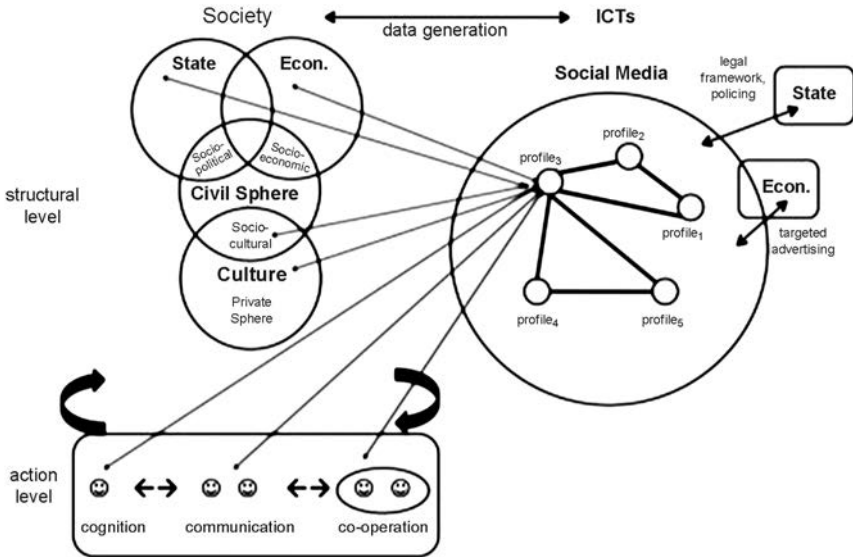 Society
ICTs
data generation
State
Econ.
Socio-
political
Socio-
economic
Civil Sphere
Socio-
cultural
Culture
Private
Sphere
structural
level
Social Media
profile₂
profile₃
profile₁
profile₄
profile₅
legal
framework,
policing
State
Econ.
targeted
advertising
action
level
cognition
communication
co-operation